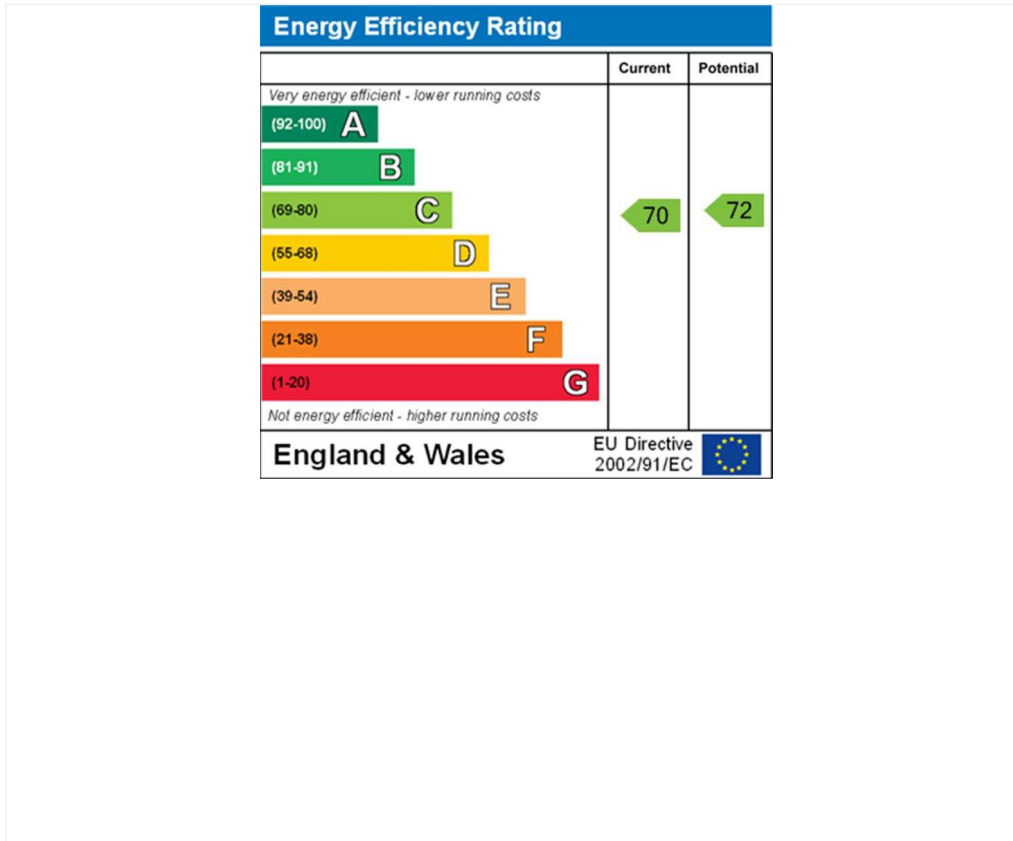 Energy Efficiency Rating
Current Potential
Very energy efficient - lower running costs
(92-100) A
(81-91) B
(69-80) C 70 72
(55-68) D
(39-54) E
(21-38) F
(1-20) G
Not energy efficient - higher running costs
England & Wales
EU Directive
2002/91/EC